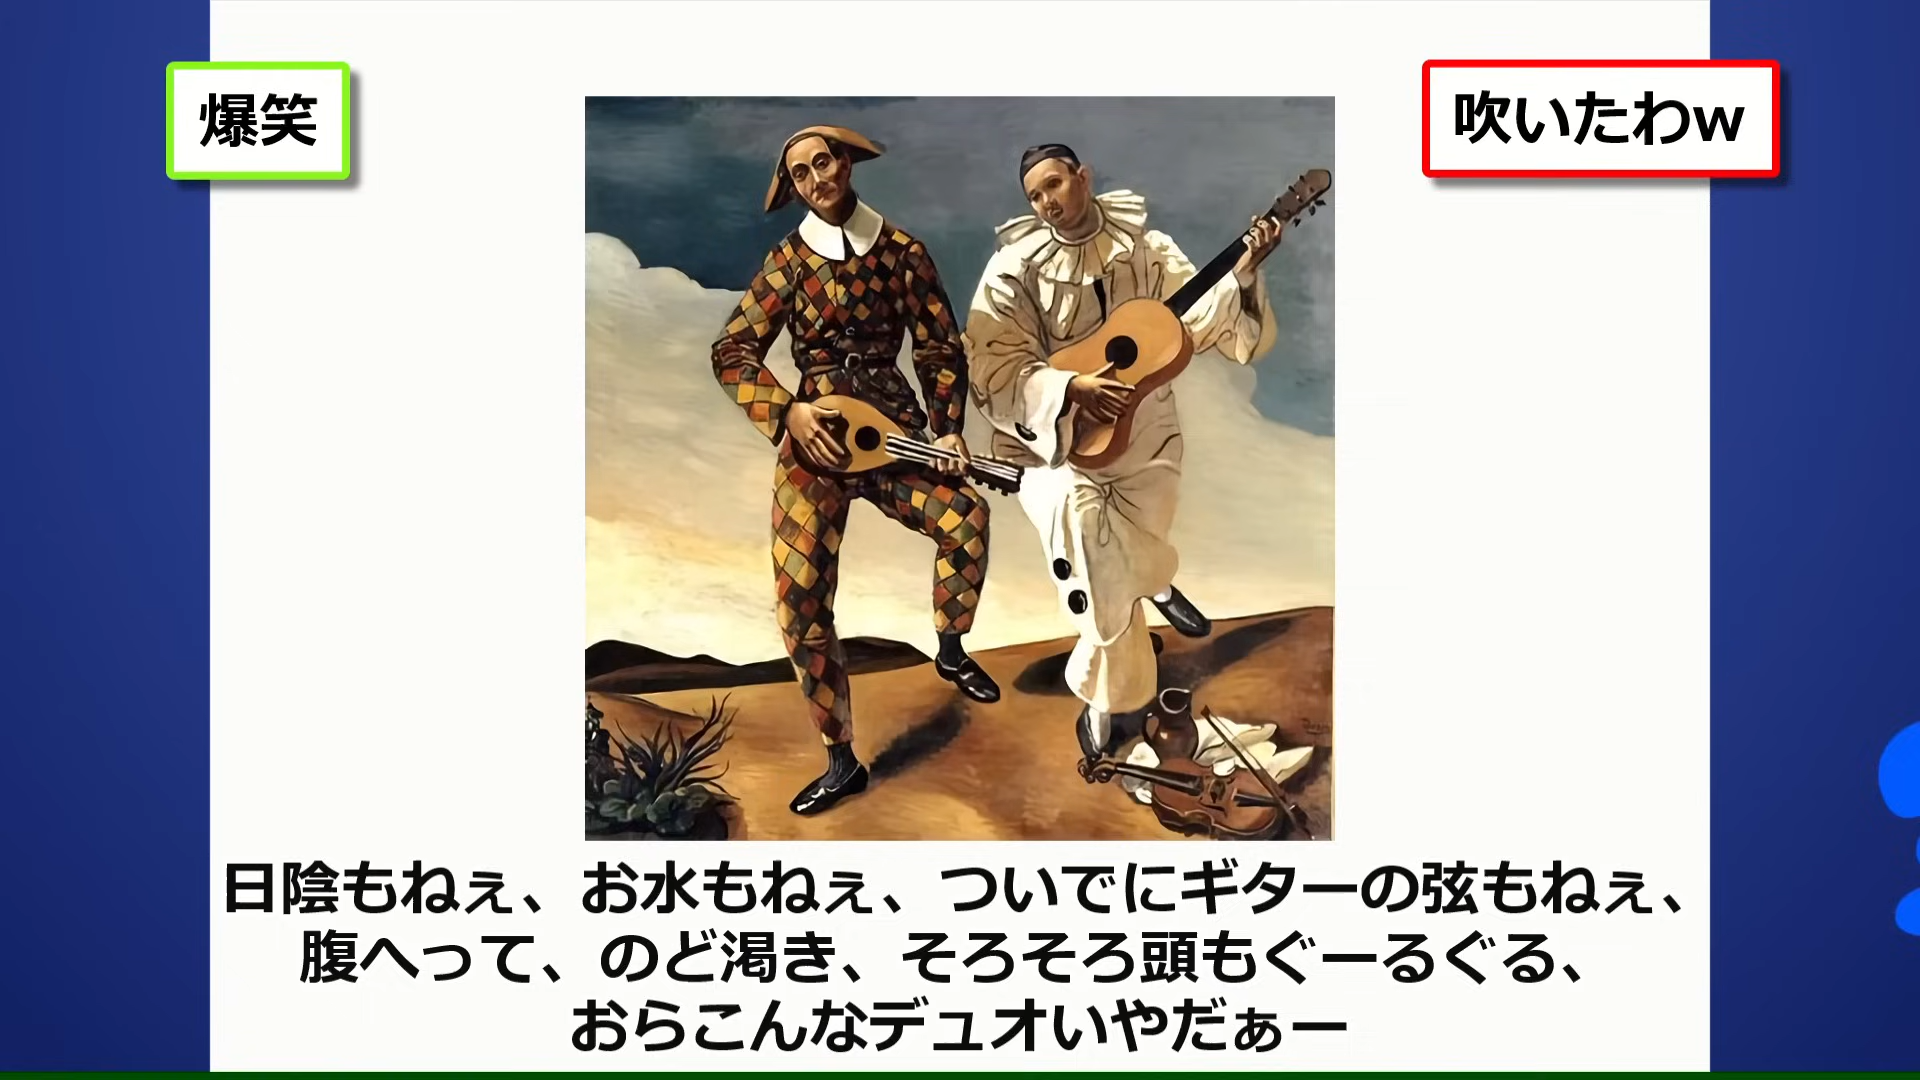 爆笑
吹いたわw
日陰もねぇ、お水もねぇ、ついでにギターの弦もねぇ、
腹へって、のど渇き、そろそろ頭もぐーるぐる、
おらこんなデュオいやだぁー